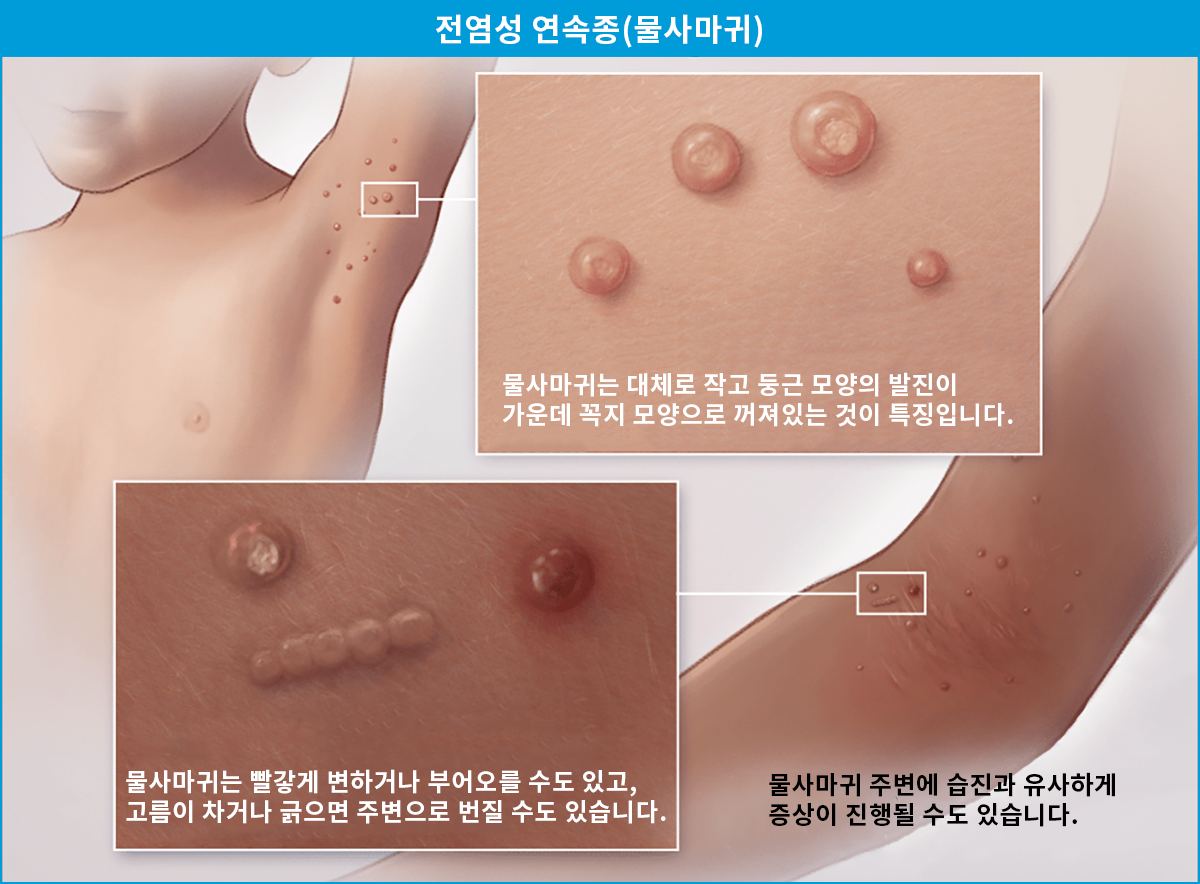 전염성 연속종(물사마귀)
물사마귀는 대체로 작고 둥근 모양의 발진이
가운데 꼭지 모양으로 꺼져있는 것이 특징입니다.
물사마귀는 빨갛게 변하거나 부어오를 수도 있고,
고름이 차거나 긁으면 주변으로 번질 수도 있습니다.
물사마귀 주변에 습진과 유사하게
증상이 진행될 수도 있습니다.